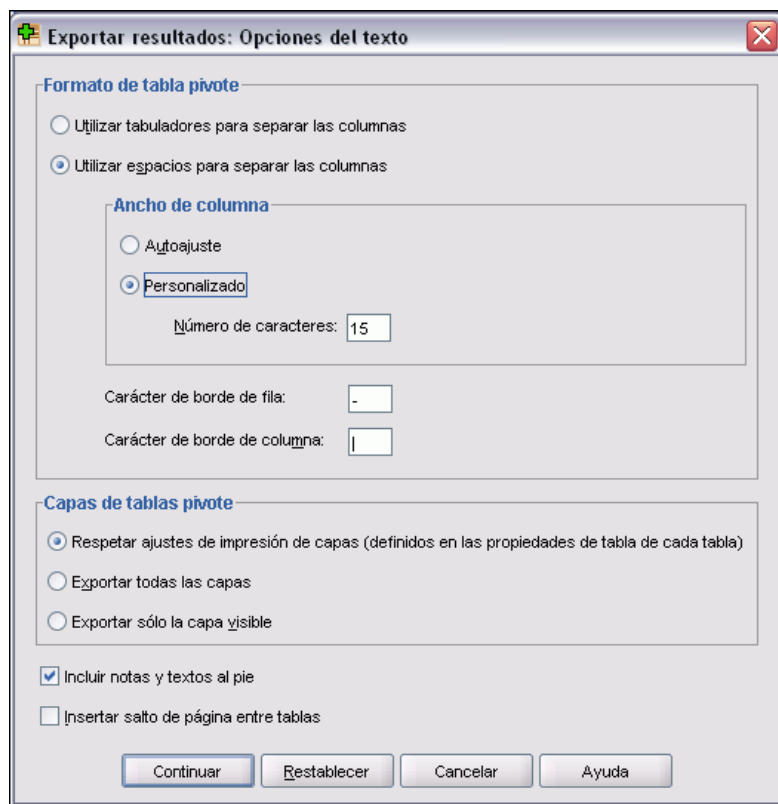 Exportar resultados: Opciones del texto
Formato de tabla pivote
Utilizar tabuladores para separar las columnas
Utilizar espacios para separar las columnas
Ancho de columna
Autoajuste
Personalizado
Número de caracteres: 15
Carácter de borde de fila: -
Carácter de borde de columna: |
Capas de tablas pivote
Respetar ajustes de impresión de capas (definidos en las propiedades de tabla de cada tabla)
Exportar todas las capas
Exportar sólo la capa visible
Incluir notas y textos al pie
Insertar salto de página entre tablas
Continuar Restablecer Cancelar Ayuda